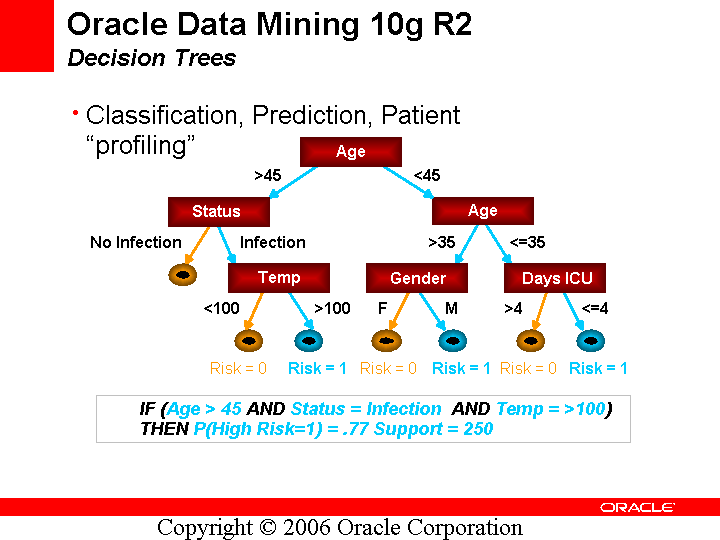 Oracle Data Mining 10g R2
Decision Trees
• Classification, Prediction, Patient
“profiling”
Age
>45 <45
Status Age
No Infection Infection >35 <=35
Temp Gender Days ICU
<100 >100 F M >4 <=4
Risk = 0 Risk = 1 Risk = 0 Risk = 1 Risk = 0 Risk = 1
IF (Age > 45 AND Status = Infection AND Temp = >100)
THEN P(High Risk=1) = .77 Support = 250
ORACLE
Copyright © 2006 Oracle Corporation